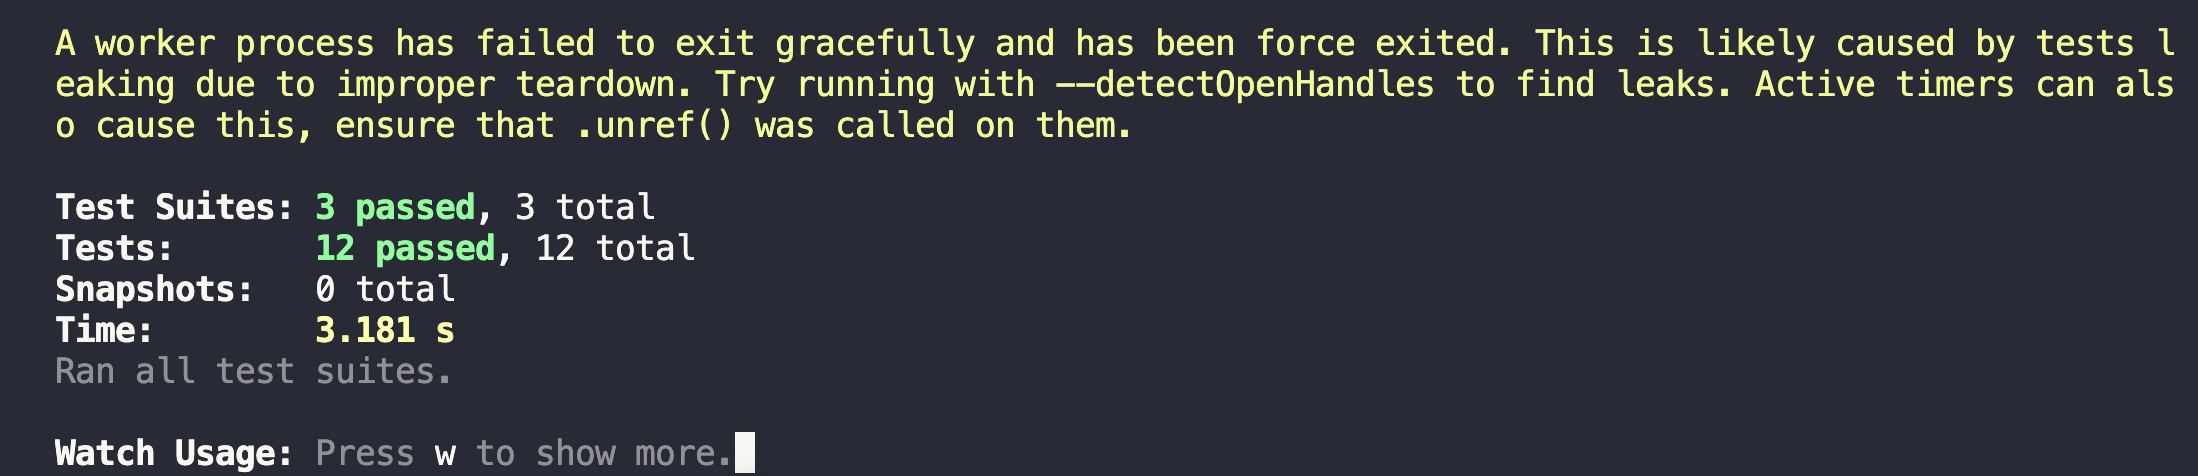 A worker process has failed to exit gracefully and has been force exited. This is likely caused by tests l
eaking due to improper teardown. Try running with --detectOpenHandles to find leaks. Active timers can als
o cause this, ensure that .unref() was called on them.
Test Suites: 3 passed, 3 total
Tests:       12 passed, 12 total
Snapshots:   0 total
Time:        3.181 s
Ran all test suites.
Watch Usage: Press w to show more.